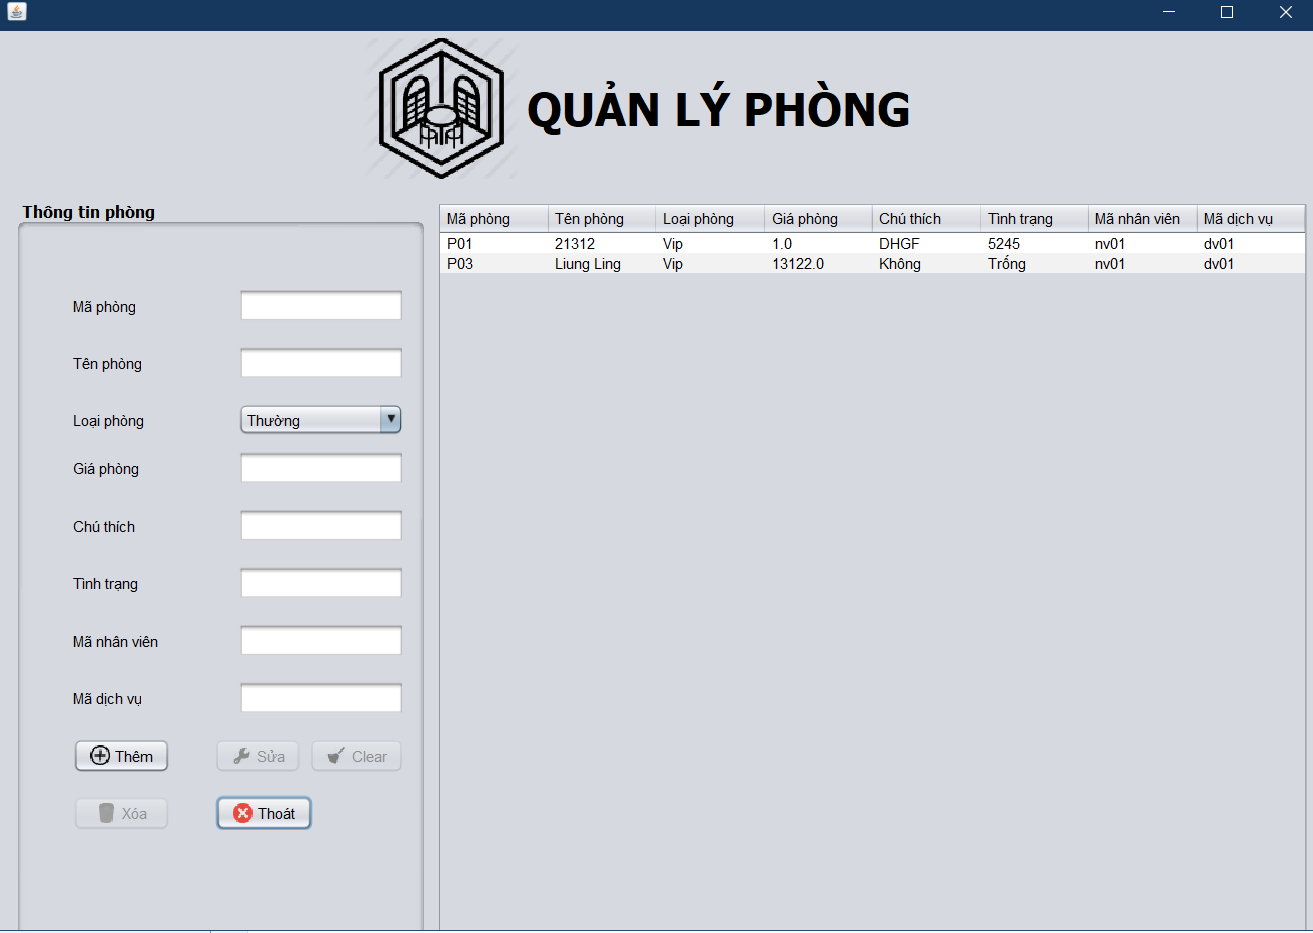 QUẢN LÝ PHÒNG
Thông tin phòng
Mã phòng
Tên phòng
Loại phòng Thường
Giá phòng
Chú thích
Tình trạng
Mã nhân viên
Mã dịch vụ
Thêm Sửa Clear
Xóa Thoát
Mã phòng Tên phòng Loại phòng Giá phòng Chú thích Tình trạng Mã nhân viên Mã dịch vụ
P01 21312 Vip 1.0 DHGF 5245 nv01 dv01
P03 Liung Ling Vip 13122.0 Không Trống nv01 dv01